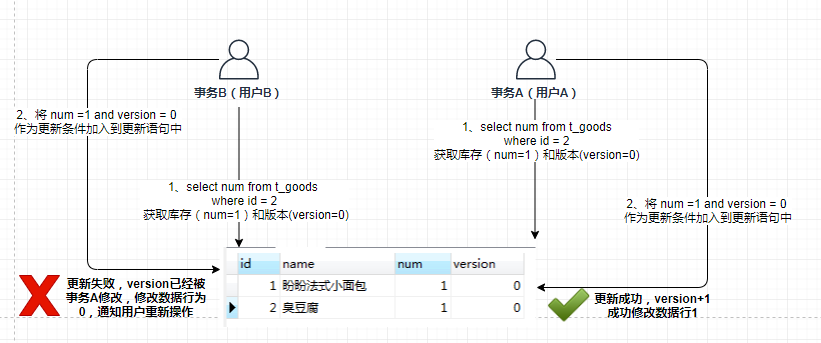 事务B（用户B）
2、将 num =1 and version = 0
作为更新条件加入到更新语句中
1、select num from t_goods
where id = 2
获取库存（num=1）和版本(version=0)
事务A（用户A）
1、select num from t_goods
where id = 2
获取库存（num=1）和版本(version=0)
2、将 num =1 and version = 0
作为更新条件加入到更新语句中
id name num version
1 盼盼法式小面包 1 0
2 臭豆腐 1 0
更新失败，version已经被
事务A修改，修改数据行为
0，通知用户重新操作
更新成功，version+1
成功修改数据行1